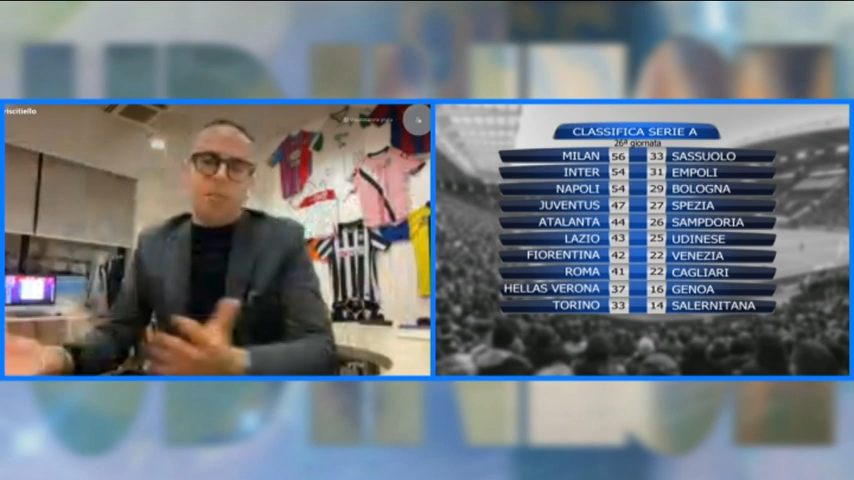 viscitiello
CLASSIFICA SERIE A
26ª giornata
MILAN 56 33 SASSUOLO
INTER 54 31 EMPOLI
NAPOLI 54 29 BOLOGNA
JUVENTUS 47 27 SPEZIA
ATALANTA 44 26 SAMPDORIA
LAZIO 43 25 UDINESE
FIORENTINA 42 22 VENEZIA
ROMA 41 22 CAGLIARI
HELLAS VERONA 37 16 GENOA
TORINO 33 14 SALERNITANA